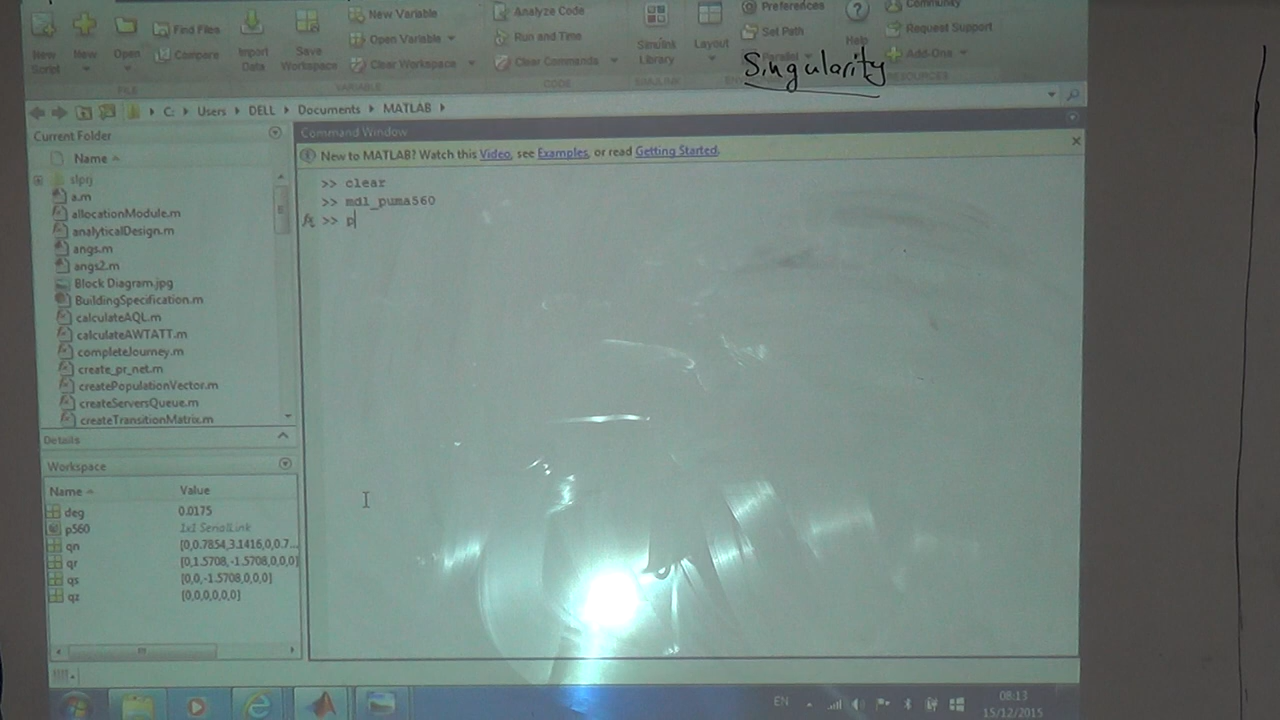 New Variable
Analyze Code
Preferences
Community
Find Files
Open Variable
Run and Time
Set Path
Request Support
New Script
New
Open
Compare
Import Data
Save Workspace
Clear Workspace
Clear Commands
Simulink Library
Layout
Help
Add-Ons
Singularity
FILE
VARIABLE
CODE
RESOURCES
C: Users DELL Documents MATLAB
Current Folder
Name
slprj
a.m
allocationModule.m
analyticalDesign.m
angs.m
angs2.m
Block Diagram.jpg
BuildingSpecification.m
calculateAQL.m
calculateAWTATT.m
completeJourney.m
create_pr_net.m
createPopulationVector.m
createServersQueue.m
createTransitionMatrix.m
Details
Workspace
Name Value
deg 0.0175
p560 1x1 SerialLink
qn [0,0.7854,3.1416,0,0.7...
qr [0,1.5708,-1.5708,0,0,0]
qs [0,0,-1.5708,0,0,0]
qz [0,0,0,0,0,0]
Command Window
New to MATLAB? Watch this Video, see Examples, or read Getting Started.
>> clear
>> mdl_puma560
fx >> p
EN
08:13
15/12/2015